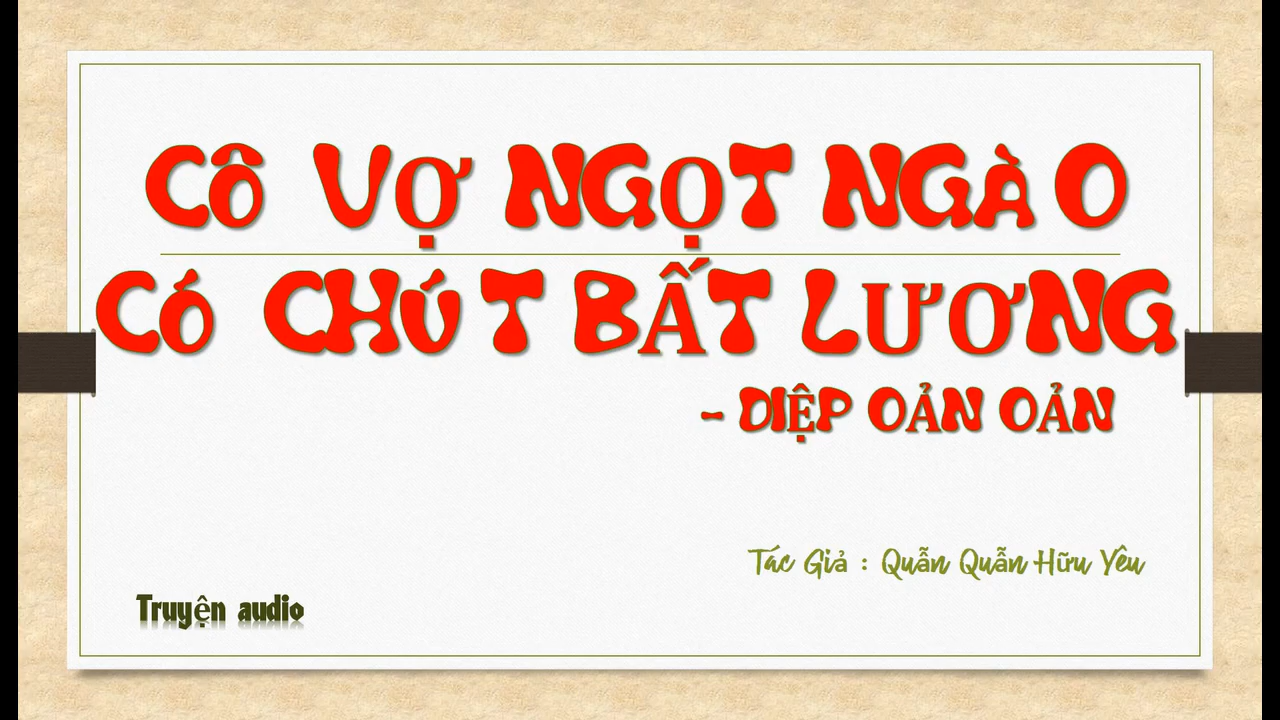 CÔ VỢ NGỌT NGÀO
CÓ CHÚT BẤT LƯƠNG
- DIỆP OẢN OẢN
Tác Giả : Quẫn Quẫn Hữu Yêu
Truyện audio